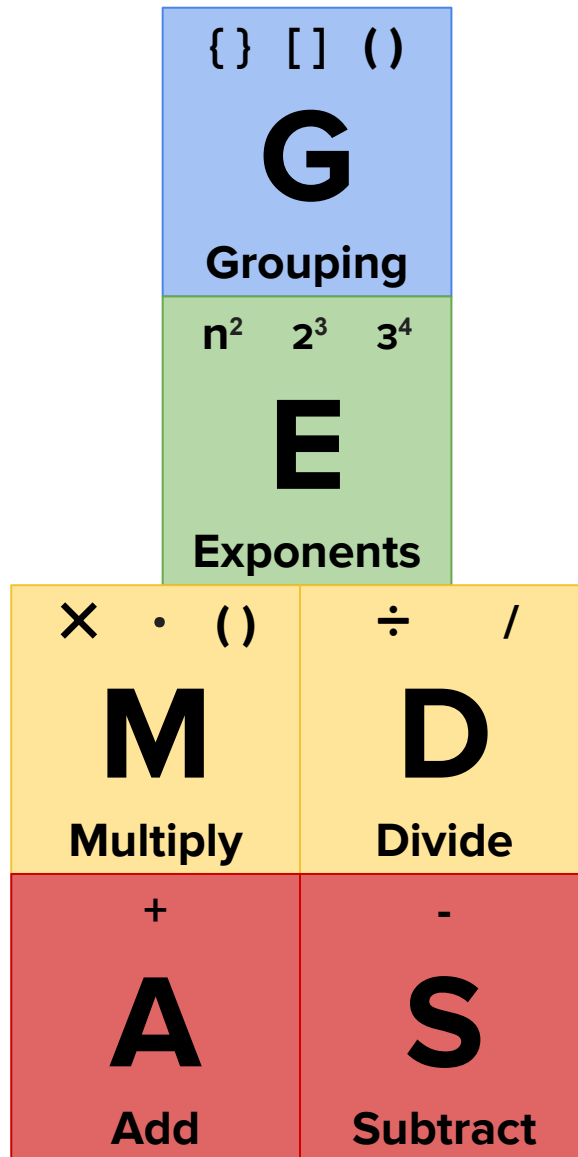 { } [ ] ( )
G
Grouping
n² 2³ 3⁴
E
Exponents
× · ( ) ÷ /
M D
Multiply Divide
+ -
A S
Add Subtract